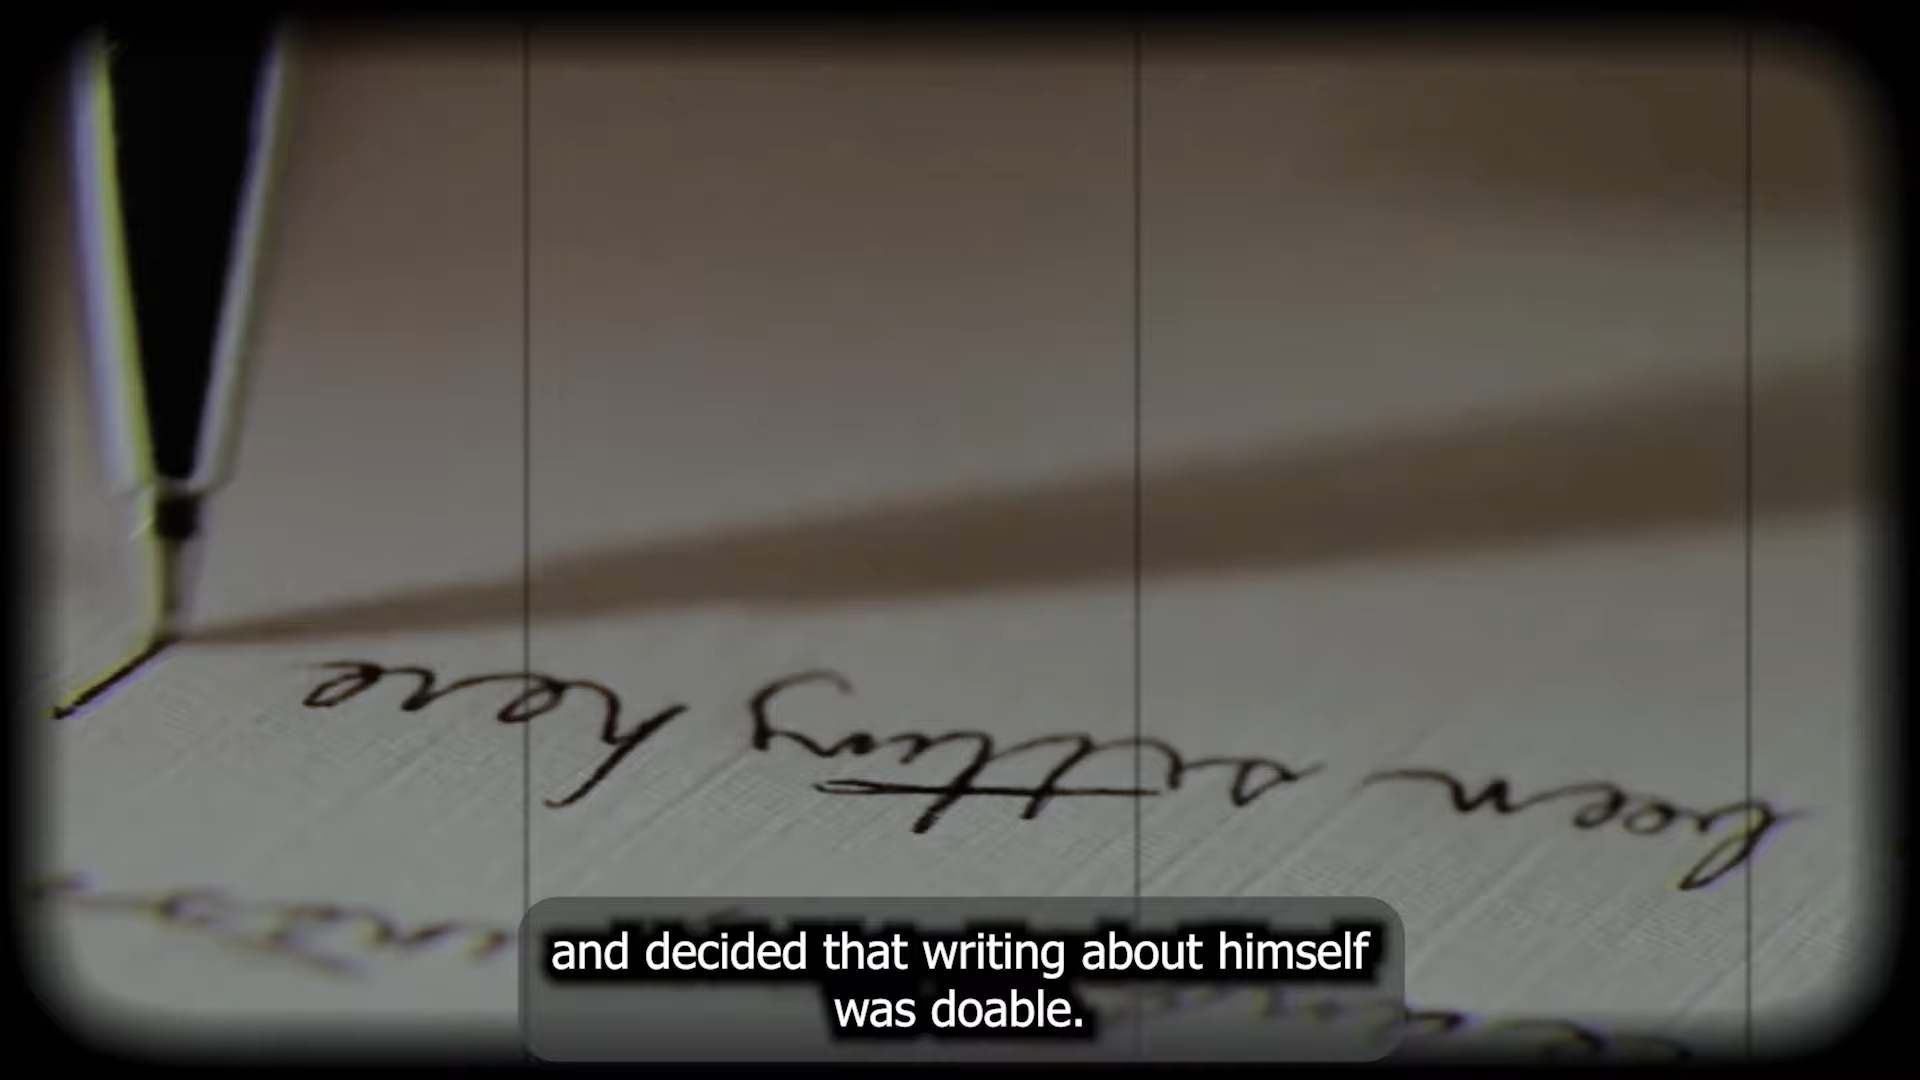 been sitting here
and decided that writing about himself
was doable.